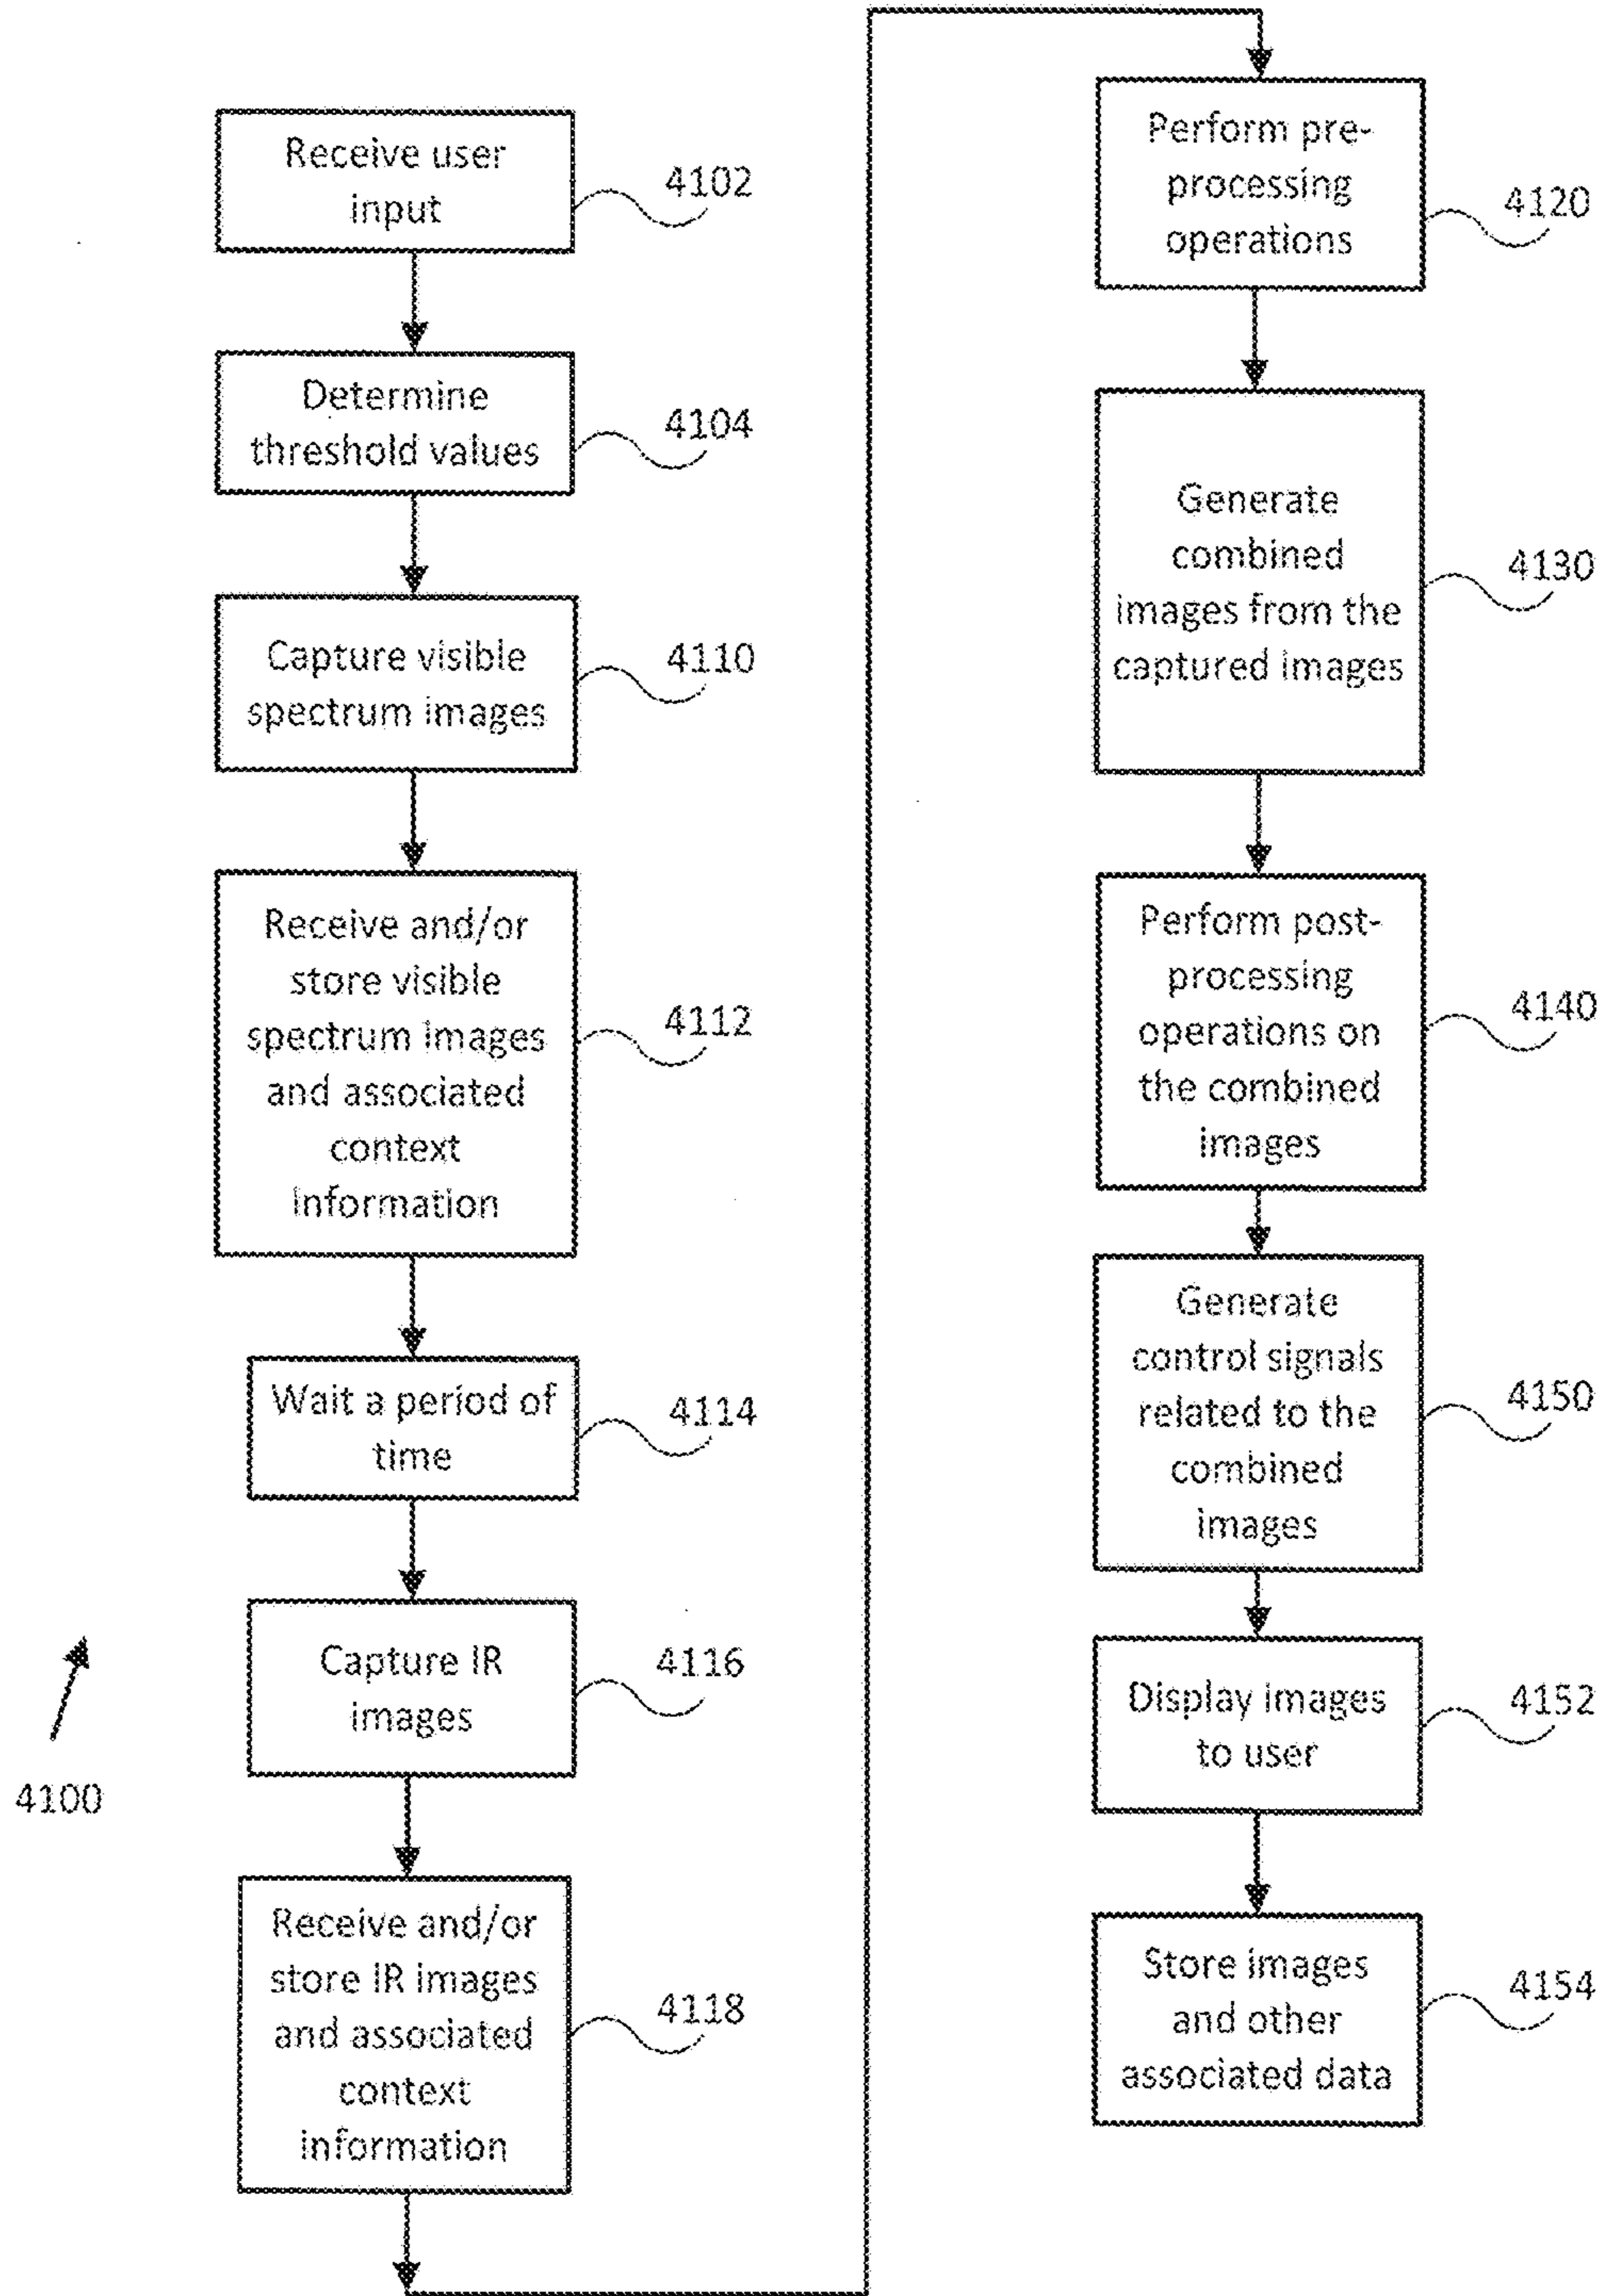 Receive user
input
4102
Determine
threshold values
4104
Capture visible
spectrum images
4110
Receive and/or
store visible
spectrum images
and associated
context
information
4112
Wait a period of
time
4114
Capture IR
images
4116
4100
Receive and/or
store IR images
and associated
context
information
4118
Perform pre-
processing
operations
4120
Generate
combined
images from the
captured images
4130
Perform post-
processing
operations on
the combined
images
4140
Generate
control signals
related to the
combined
images
4150
Display images
to user
4152
Store images
and other
associated data
4154